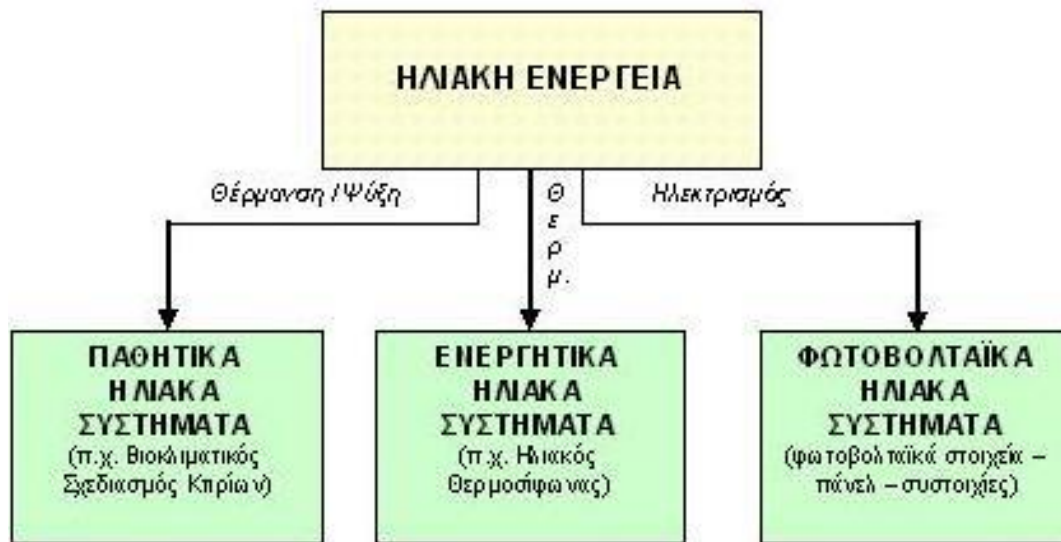 ΗΛΙΑΚΗ ΕΝΕΡΓΕΙΑ
Θέρμανση / Ψύξη
Θ
ε
ρ
μ.
Ηλεκτρισμός
ΠΑΘΗΤΙΚΑ
ΗΛΙΑΚΑ
ΣΥΣΤΗΜΑΤΑ
(π.χ. Βιοκλιματικός
Σχεδιασμός Κτιρίων)
ΕΝΕΡΓΗΤΙΚΑ
ΗΛΙΑΚΑ
ΣΥΣΤΗΜΑΤΑ
(π.χ. Ηλιακός
Θερμοσίφωνας)
ΦΩΤΟΒΟΛΤΑΪΚΑ
ΗΛΙΑΚΑ
ΣΥΣΤΗΜΑΤΑ
(φωτοβολταϊκά στοιχεία –
πάνελ – συστοιχίες)